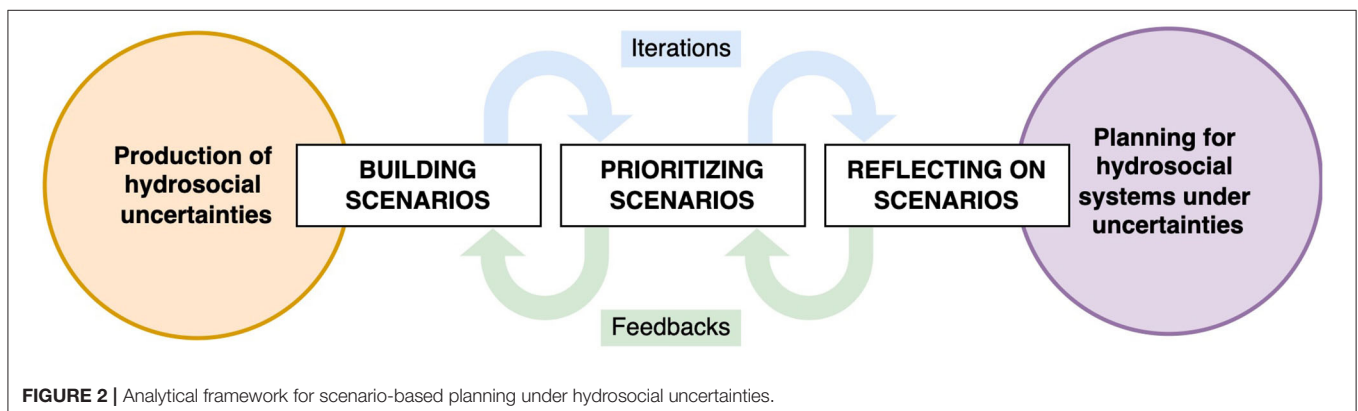 Iterations
Production of
hydrosocial
uncertainties
BUILDING
SCENARIOS
PRIORITIZING
SCENARIOS
REFLECTING ON
SCENARIOS
Planning for
hydrosocial
systems under
uncertainties
Feedbacks
FIGURE 2 | Analytical framework for scenario-based planning under hydrosocial uncertainties.